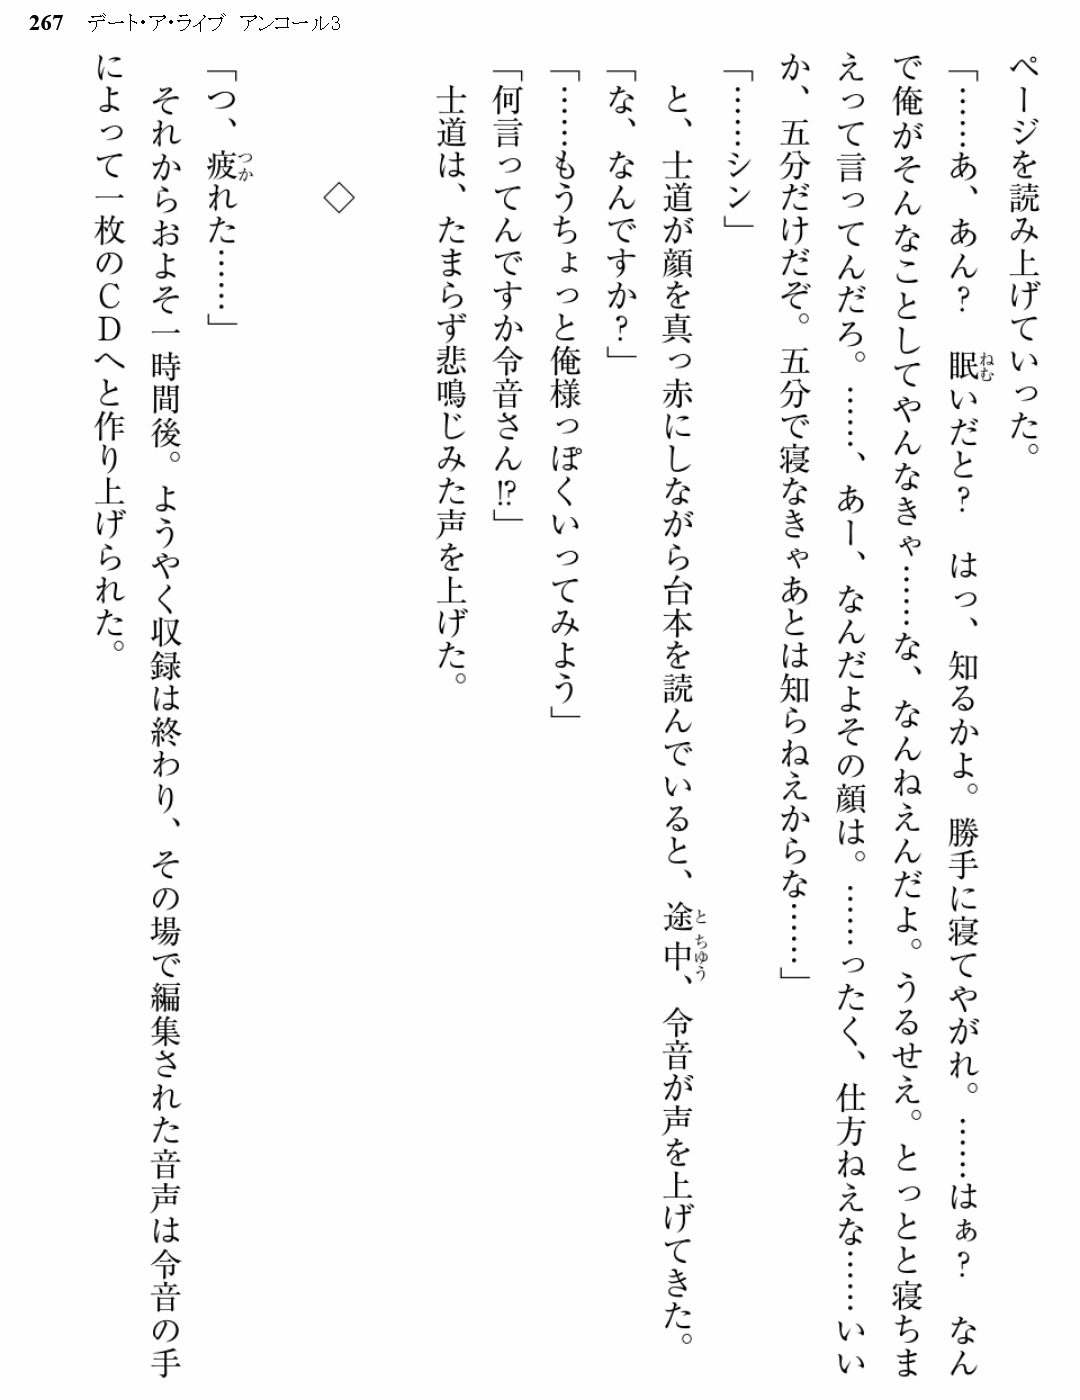 267 デート・ア・ライブ アンコール3
ページを読み上げていった。
「……あ、あん？　眠いだと？　はっ、知るかよ。勝手に寝てやがれ。……はぁ？　なん
で俺がそんなことしてやんなきゃ……な、なんねえんだよ。うるせえ。とっとと寝ちま
えって言ってんだろ。……、あー、なんだよその顔は。……ったく、仕方ねえな……いい
か、五分だけだぞ。五分で寝なきゃあとは知らねえからな……」
「……シン」
と、士道が顔を真っ赤にしながら台本を読んでいると、途中、令音が声を上げてきた。
「な、なんですか？」
「……もうちょっと俺様っぽくいってみよう」
「何言ってんですか令音さん!?」
士道は、たまらず悲鳴じみた声を上げた。
◇
「つ、疲れた……」
それからおよそ一時間後。ようやく収録は終わり、その場で編集された音声は令音の手
によって一枚のＣＤへと作り上げられた。